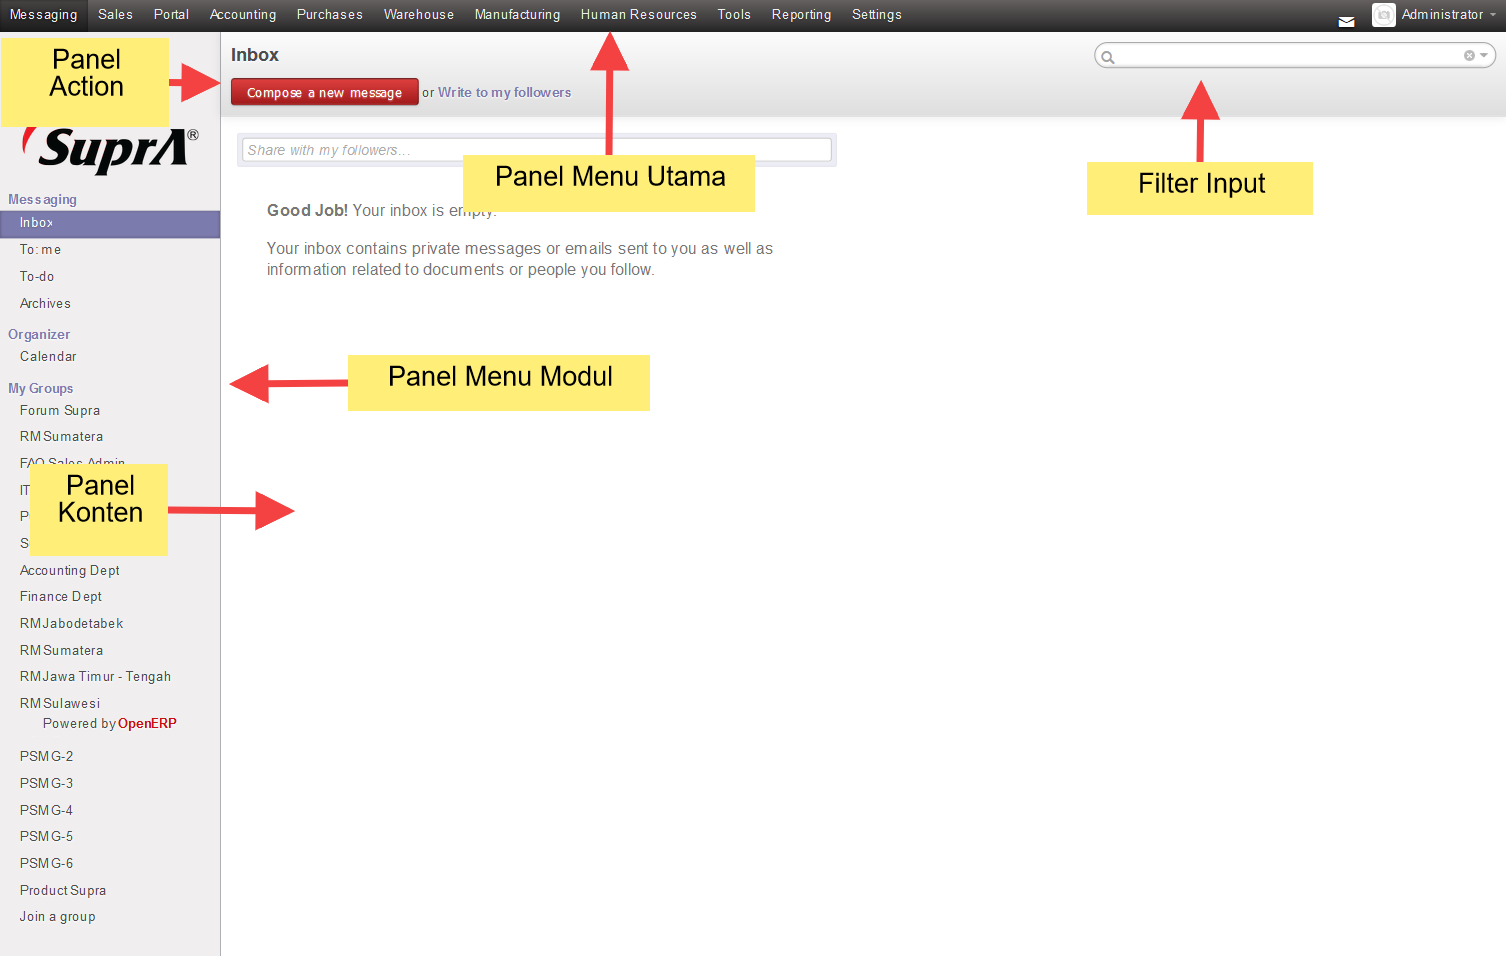 Messaging Sales Portal Accounting Purchases Warehouse Manufacturing Human Resources Tools Reporting Settings Administrator
Panel
Action
Inbox
Compose a new message or Write to my followers
SuprA®
Share with my followers...
Panel Menu Utama
Filter Input
Good Job! Your inbox is empty.
Your inbox contains private messages or emails sent to you as well as
information related to documents or people you follow.
Messaging
Inbox
To: me
To-do
Archives
Organizer
Calendar
Panel Menu Modul
My Groups
Forum Supra
RM Sumatera
FAQ Sales Admin
IT
P
S
Panel
Konten
Accounting Dept
Finance Dept
RM Jabodetabek
RM Sumatera
RM Jawa Timur - Tengah
RM Sulawesi
Powered by OpenERP
PSMG-2
PSMG-3
PSMG-4
PSMG-5
PSMG-6
Product Supra
Join a group